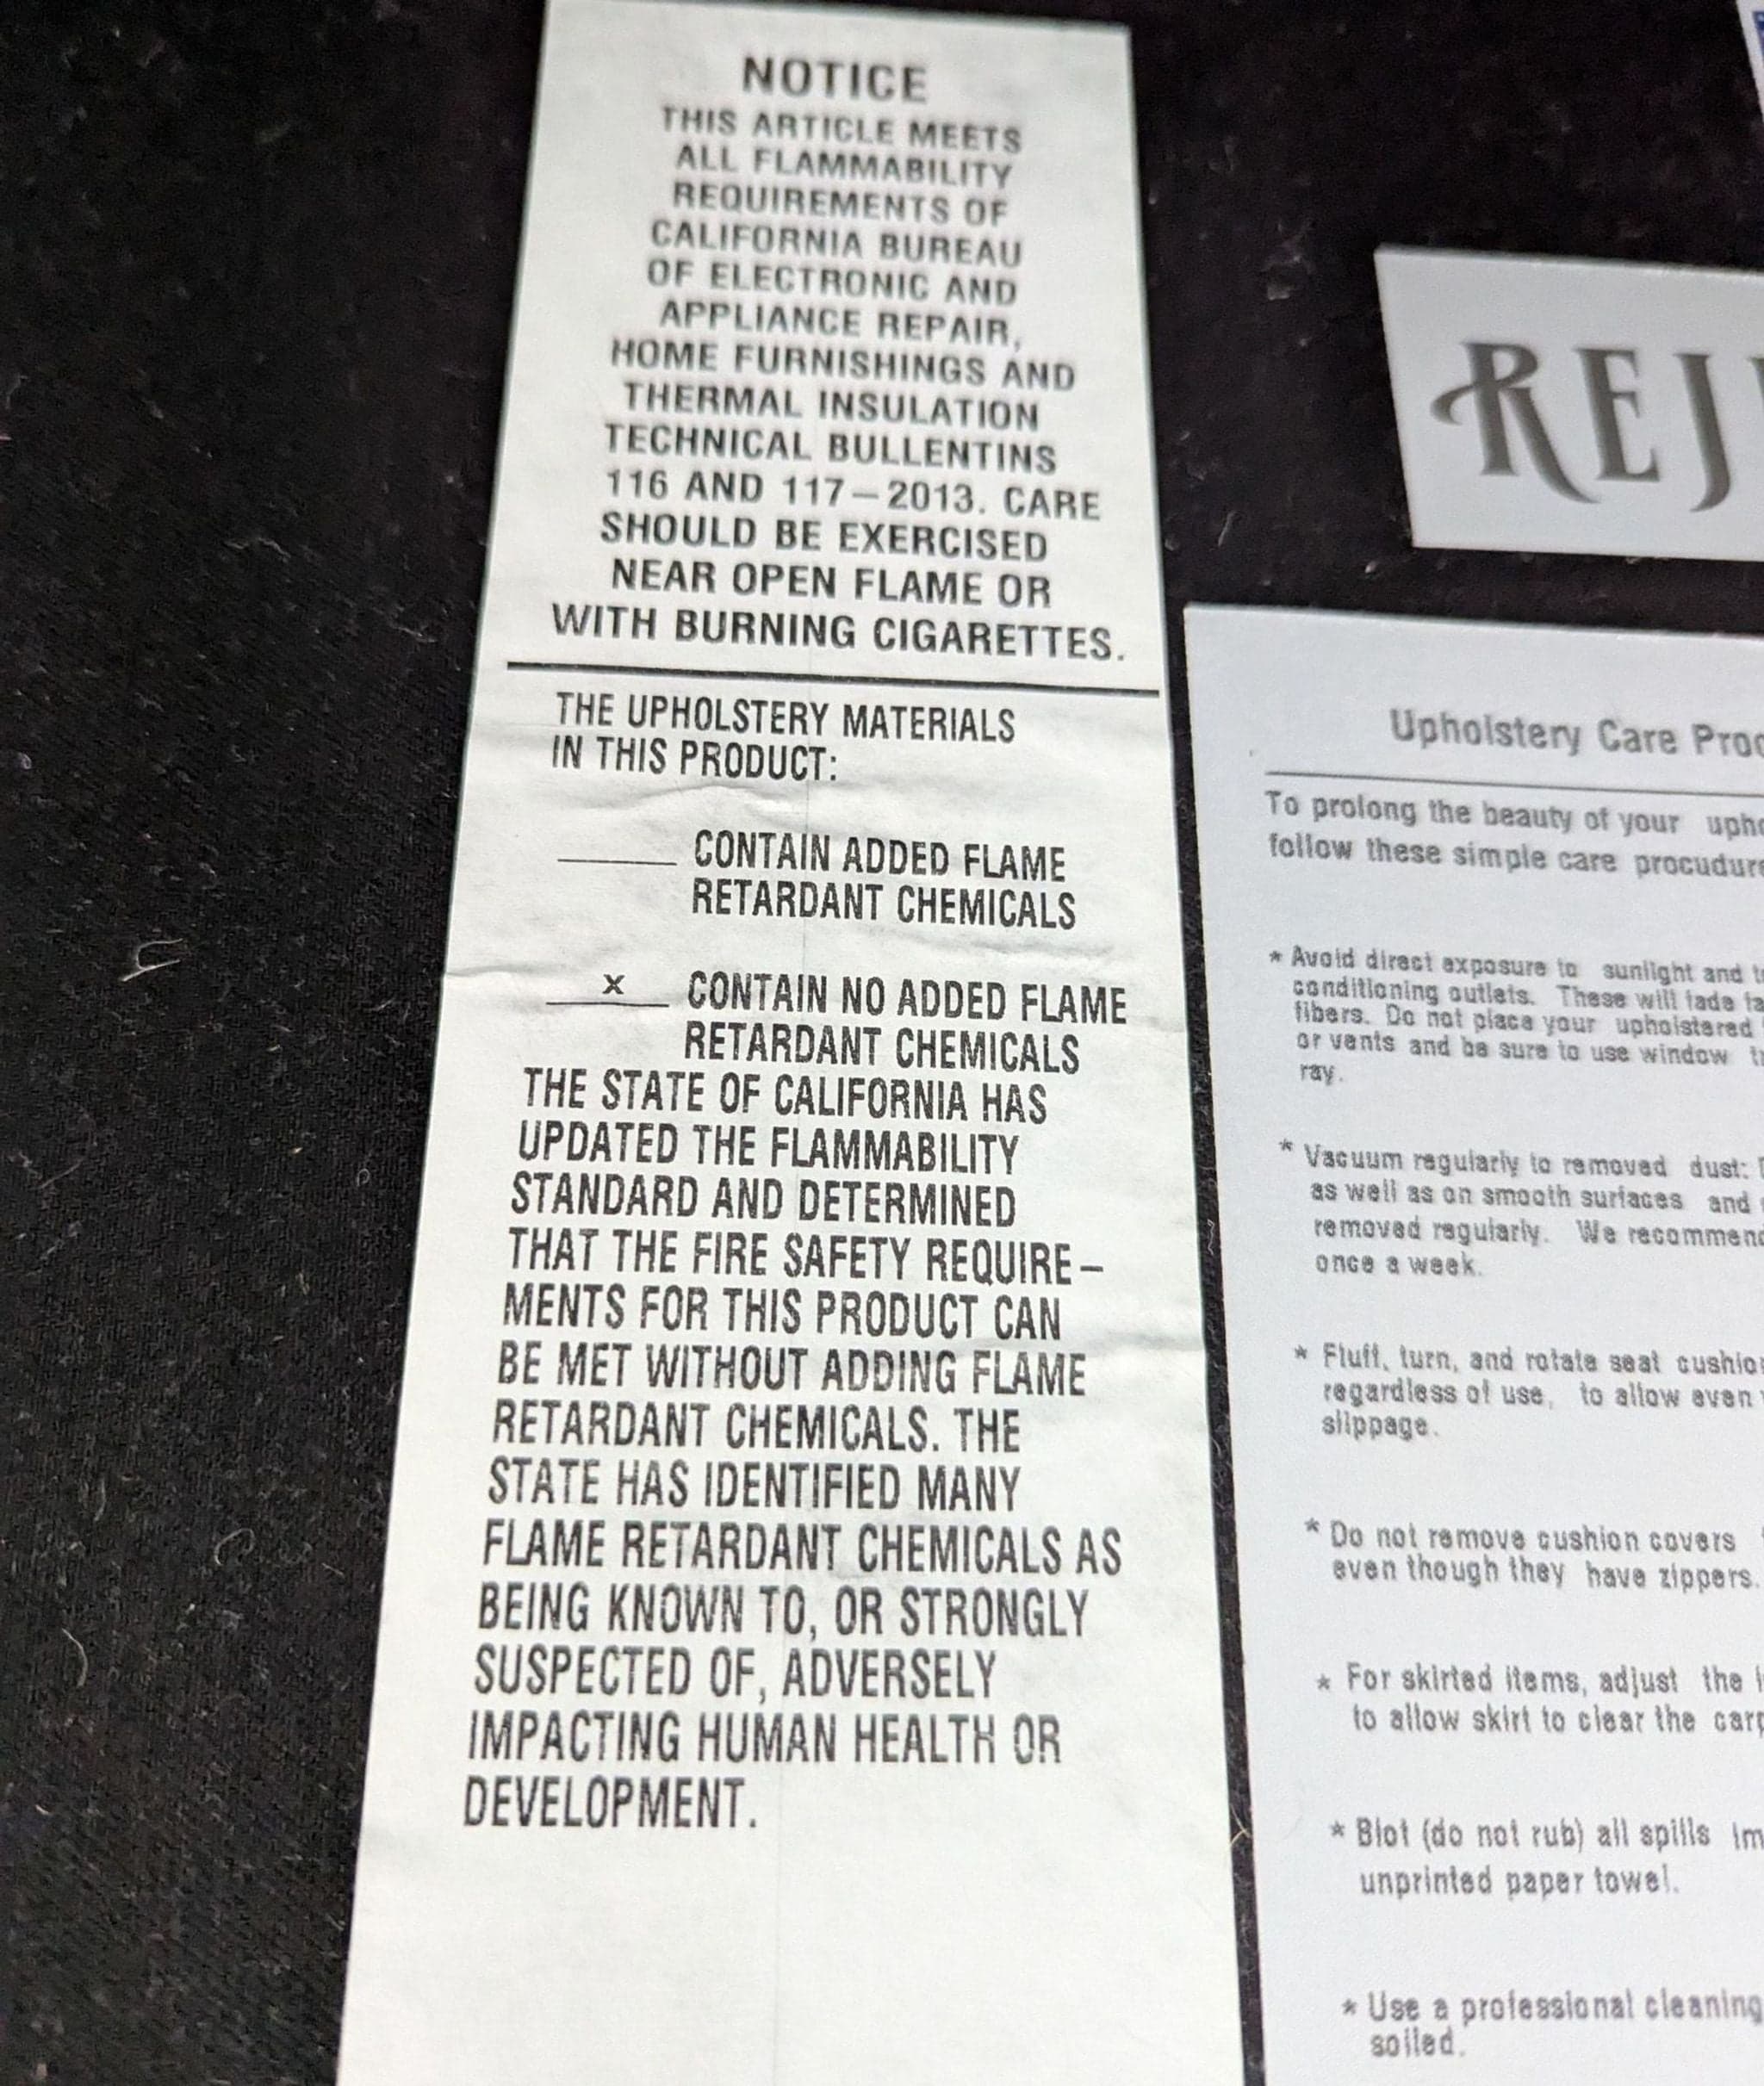 NOTICE
THIS ARTICLE MEETS
ALL FLAMMABILITY
REQUIREMENTS OF
CALIFORNIA BUREAU
OF ELECTRONIC AND
APPLIANCE REPAIR,
HOME FURNISHINGS AND
THERMAL INSULATION
TECHNICAL BULLENTINS
116 AND 117–2013. CARE
SHOULD BE EXERCISED
NEAR OPEN FLAME OR
WITH BURNING CIGARETTES.
THE UPHOLSTERY MATERIALS
IN THIS PRODUCT:
_____ CONTAIN ADDED FLAME
RETARDANT CHEMICALS
__x__ CONTAIN NO ADDED FLAME
RETARDANT CHEMICALS
THE STATE OF CALIFORNIA HAS
UPDATED THE FLAMMABILITY
STANDARD AND DETERMINED
THAT THE FIRE SAFETY REQUIRE–
MENTS FOR THIS PRODUCT CAN
BE MET WITHOUT ADDING FLAME
RETARDANT CHEMICALS. THE
STATE HAS IDENTIFIED MANY
FLAME RETARDANT CHEMICALS AS
BEING KNOWN TO, OR STRONGLY
SUSPECTED OF, ADVERSELY
IMPACTING HUMAN HEALTH OR
DEVELOPMENT.
REJ
Upholstery Care
To prolong the beauty of your
follow these simple care
* Avoid direct exposure to sunlight and
conditioning outlets. These will fade
fibers. Do not place your upholstered
or vents and be sure to use window
ray.
* Vacuum regularly to removed dust:
as well as on smooth surfaces and
removed regularly. We recommend
once a week.
* Fluff, turn, and rotate seat
regardless of use, to allow even
slippage.
* Do not remove cushion covers
even though they have zippers.
* For skirted items, adjust the
to allow skirt to clear the
* Blot (do not rub) all spills
unprinted paper towel.
* Use a professional cleaning
soiled.